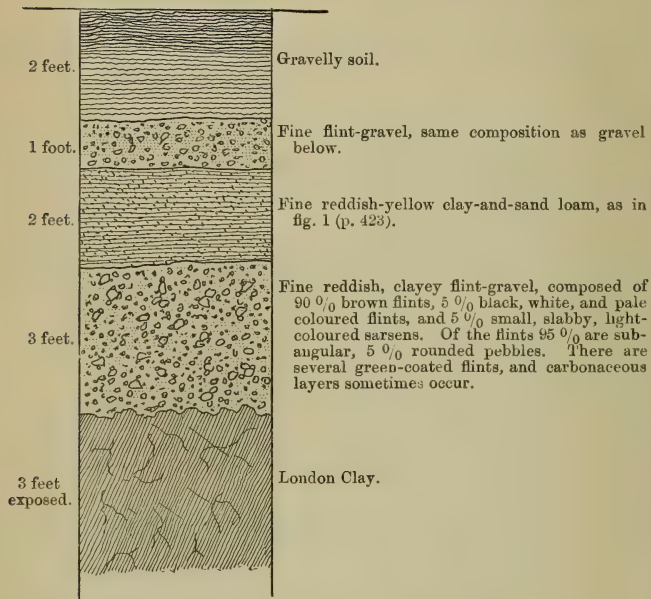 2 feet.
Gravelly soil.
1 foot.
Fine flint-gravel, same composition as gravel
below.
2 feet.
Fine reddish-yellow clay-and-sand loam, as in
fig. 1 (p. 423).
3 feet.
Fine reddish, clayey flint-gravel, composed of
90 % brown flints, 5 % black, white, and pale
coloured flints, and 5 % small, slabby, light-
coloured sarsens. Of the flints 95 % are sub-
angular, 5 % rounded pebbles. There are
several green-coated flints, and carbonaceous
layers sometimes occur.
3 feet
exposed.
London Clay.